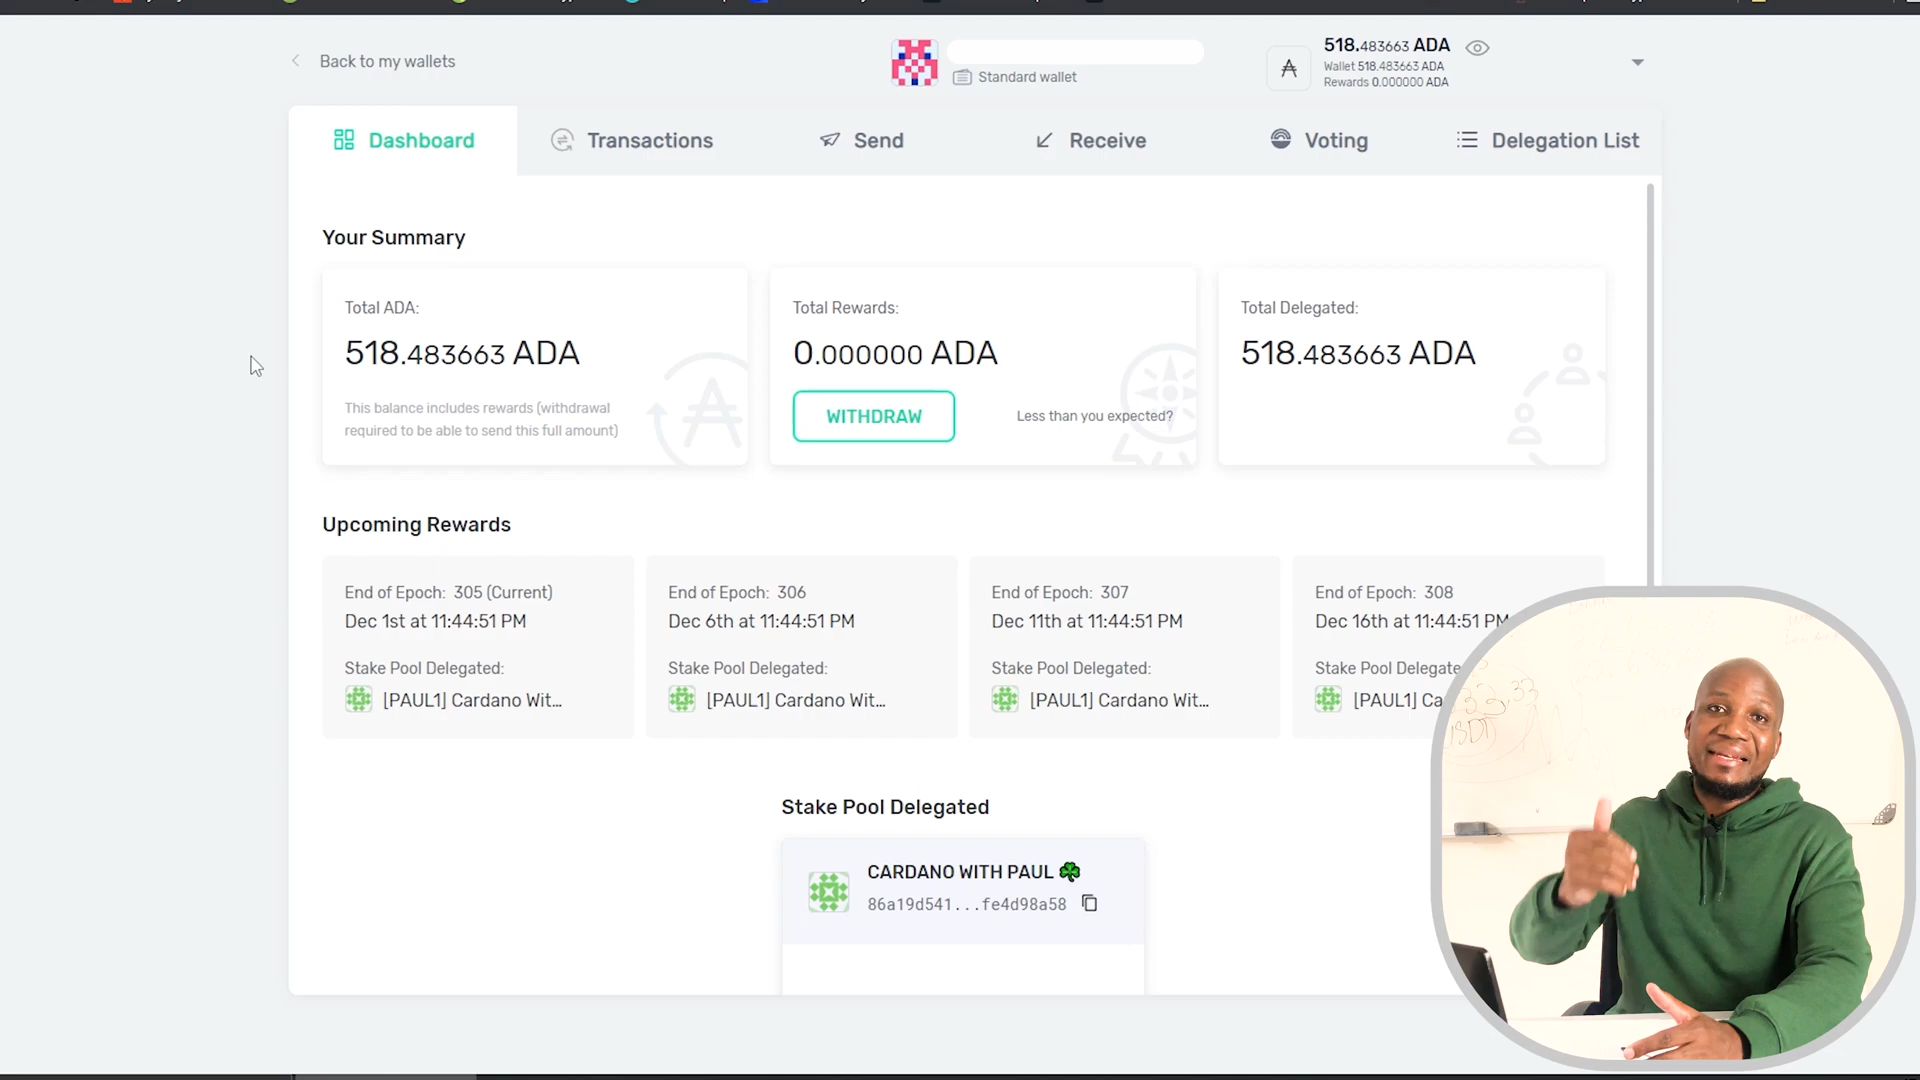 Back to my wallets
Standard wallet
518.483663 ADA
Wallet 518.483663 ADA
Rewards 0.000000 ADA
Dashboard
Transactions
Send
Receive
Voting
Delegation List
Your Summary
Total ADA:
518.483663 ADA
This balance includes rewards (withdrawal
required to be able to send this full amount)
Total Rewards:
0.000000 ADA
WITHDRAW
Less than you expected?
Total Delegated:
518.483663 ADA
Upcoming Rewards
End of Epoch: 305 (Current)
Dec 1st at 11:44:51 PM
Stake Pool Delegated:
[PAUL1] Cardano Wit...
End of Epoch: 306
Dec 6th at 11:44:51 PM
Stake Pool Delegated:
[PAUL1] Cardano Wit...
End of Epoch: 307
Dec 11th at 11:44:51 PM
Stake Pool Delegated:
[PAUL1] Cardano Wit...
End of Epoch: 308
Dec 16th at 11:44:51 PM
Stake Pool Delegate
[PAUL1] Ca
Stake Pool Delegated
CARDANO WITH PAUL ☘
86a19d541...fe4d98a58